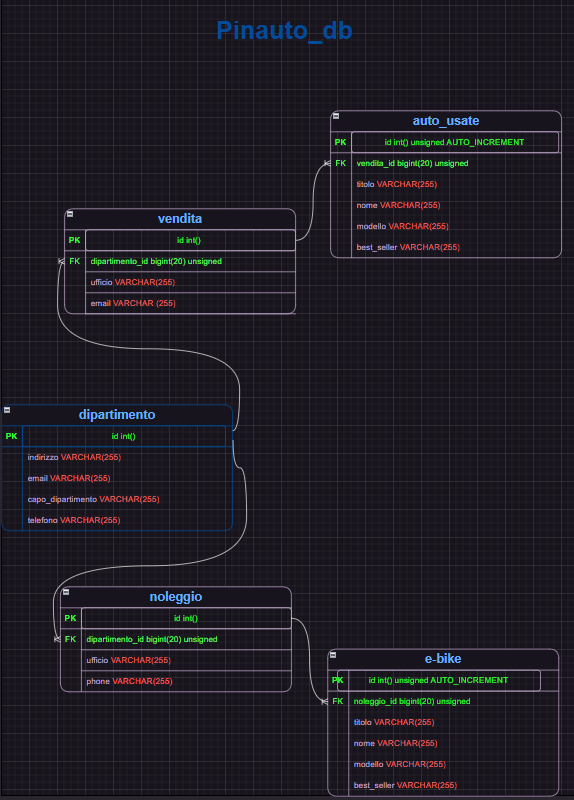 Pinauto_db
auto_usate
PK id int() unsigned AUTO_INCREMENT
FK vendita_id bigint(20) unsigned
titolo VARCHAR(255)
nome VARCHAR(255)
modello VARCHAR(255)
best_seller VARCHAR(255)
vendita
PK id int()
FK dipartimento_id bigint(20) unsigned
ufficio VARCHAR(255)
email VARCHAR (255)
dipartimento
PK id int()
indirizzo VARCHAR(255)
email VARCHAR(255)
capo_dipartimento VARCHAR(255)
telefono VARCHAR(255)
noleggio
PK id int()
FK dipartimento_id bigint(20) unsigned
ufficio VARCHAR(255)
phone VARCHAR(255)
e-bike
PK id int() unsigned AUTO_INCREMENT
FK noleggio_id bigint(20) unsigned
titolo VARCHAR(255)
nome VARCHAR(255)
modello VARCHAR(255)
best_seller VARCHAR(255)